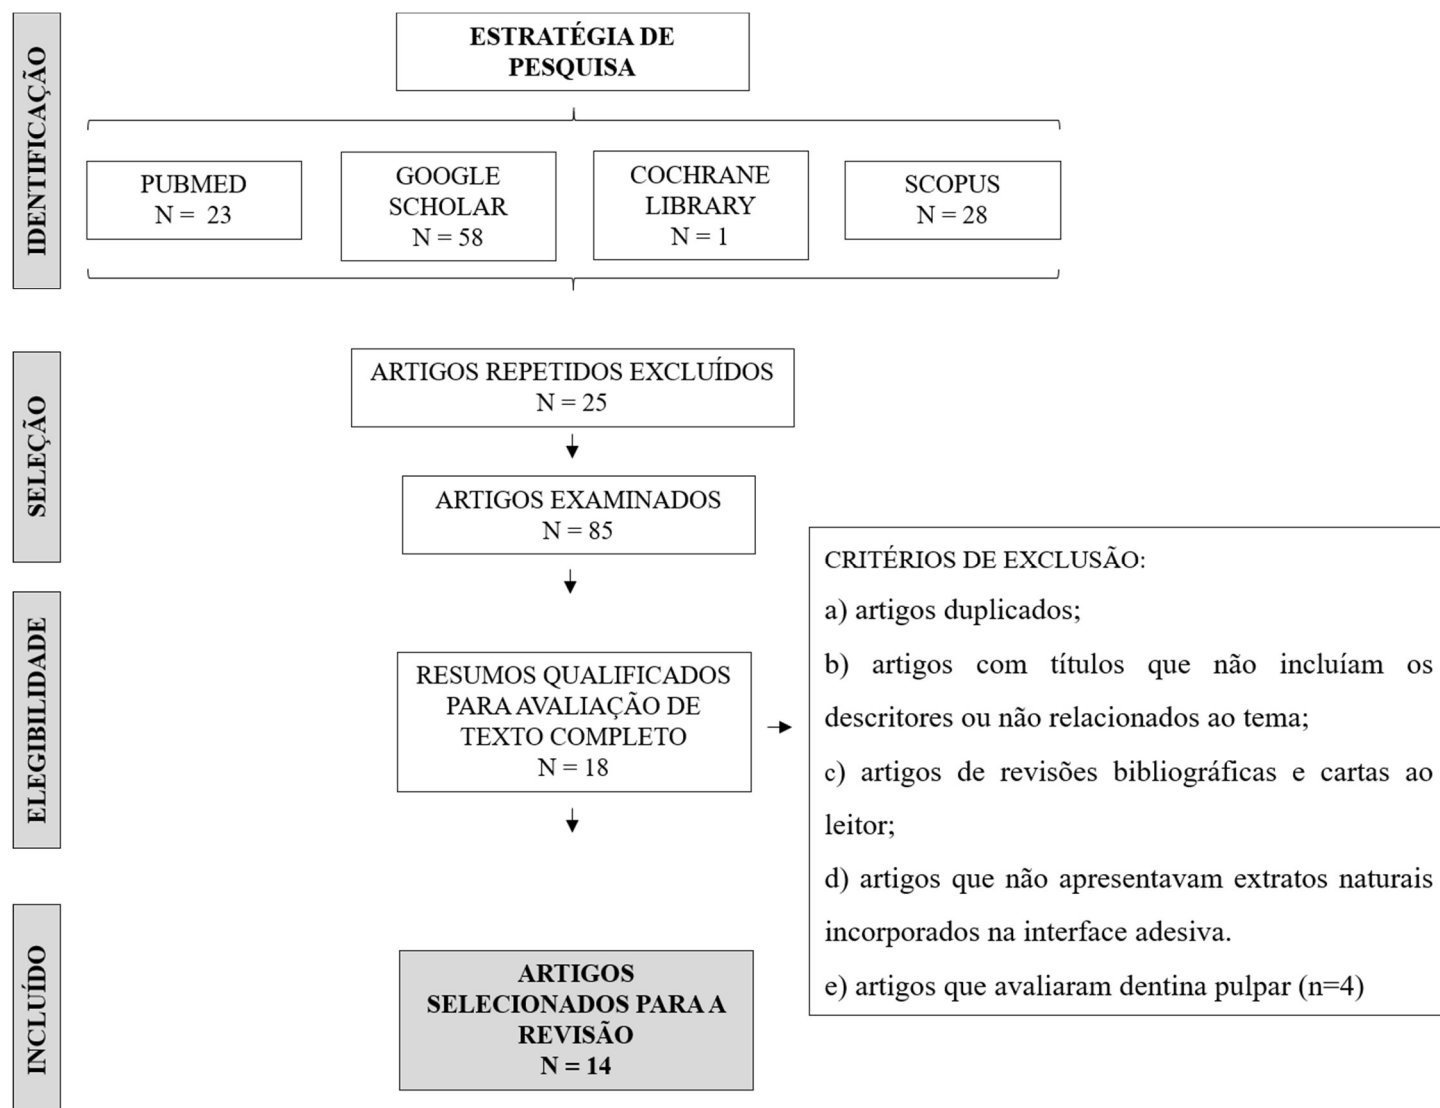 IDENTIFICAÇÃO
ESTRATÉGIA DE
PESQUISA
PUBMED
N = 23
GOOGLE
SCHOLAR
N = 58
COCHRANE
LIBRARY
N = 1
SCOPUS
N = 28
SELEÇÃO
ARTIGOS REPETIDOS EXCLUÍDOS
N = 25
ARTIGOS EXAMINADOS
N = 85
ELEGIBILIDADE
RESUMOS QUALIFICADOS
PARA AVALIAÇÃO DE
TEXTO COMPLETO
N = 18
CRITÉRIOS DE EXCLUSÃO:
a) artigos duplicados;
b) artigos com títulos que não incluíam os
descritores ou não relacionados ao tema;
c) artigos de revisões bibliográficas e cartas ao
leitor;
d) artigos que não apresentavam extratos naturais
incorporados na interface adesiva.
e) artigos que avaliaram dentina pulpar (n=4)
INCLUÍDO
ARTIGOS
SELECIONADOS PARA A
REVISÃO
N = 14